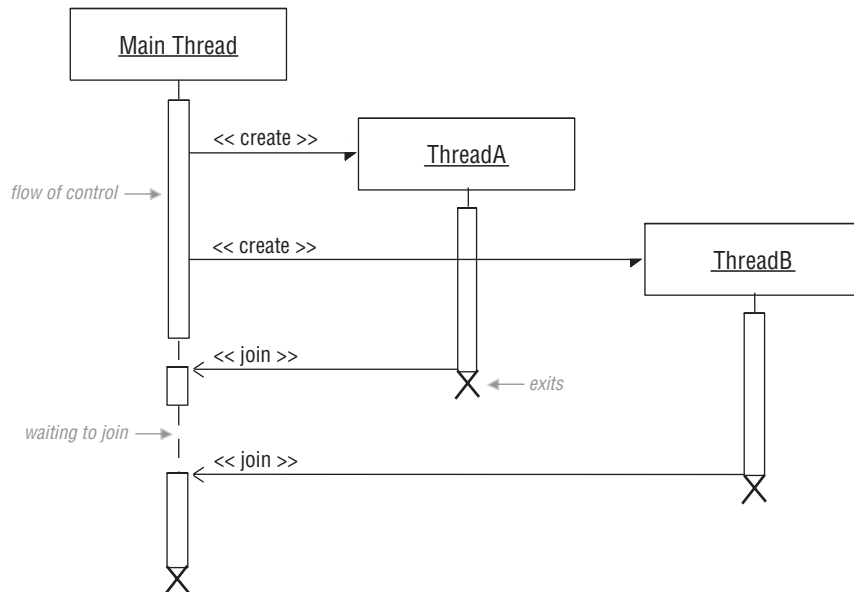 Main Thread
<< create >>
ThreadA
flow of control
<< create >>
ThreadB
<< join >>
exits
waiting to join
<< join >>